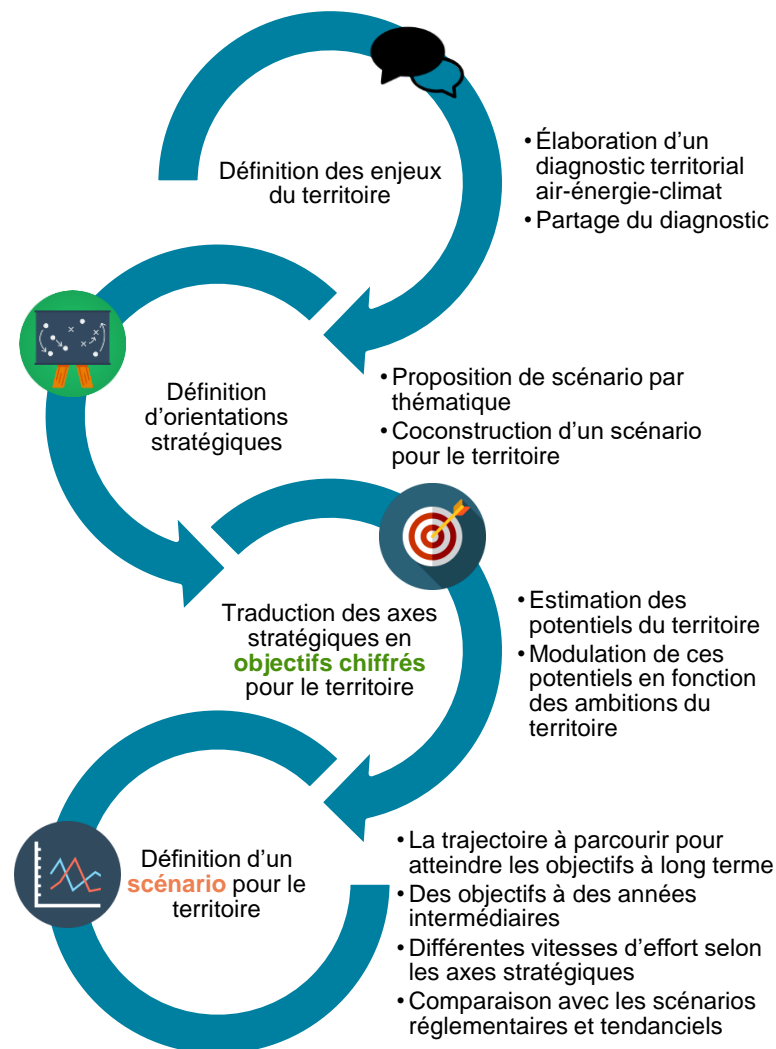 Définition des enjeux
du territoire
• Élaboration d’un
diagnostic territorial
air-énergie-climat
• Partage du diagnostic
Définition
d’orientations
stratégiques
• Proposition de scénario par
thématique
• Coconstruction d’un scénario
pour le territoire
Traduction des axes
stratégiques en
objectifs chiffrés
pour le territoire
• Estimation des
potentiels du territoire
• Modulation de ces
potentiels en fonction
des ambitions du
territoire
Définition d’un
scénario pour le
territoire
• La trajectoire à parcourir pour
atteindre les objectifs à long terme
• Des objectifs à des années
intermédiaires
• Différentes vitesses d’effort selon
les axes stratégiques
• Comparaison avec les scénarios
réglementaires et tendanciels